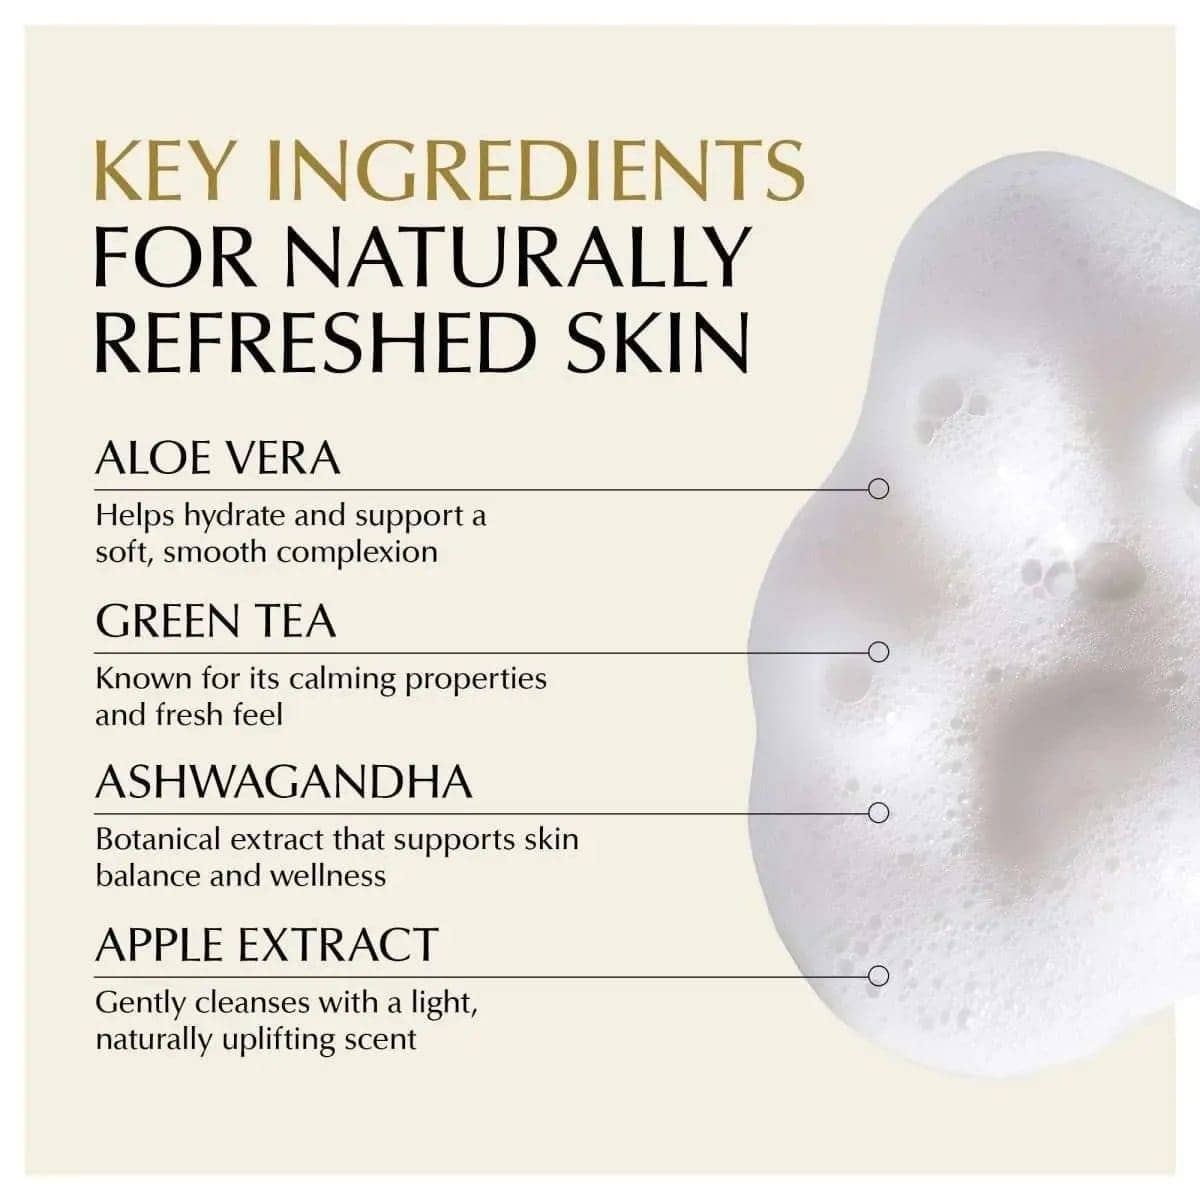 KEY INGREDIENTS
FOR NATURALLY
REFRESHED SKIN
ALOE VERA
Helps hydrate and support a
soft, smooth complexion
GREEN TEA
Known for its calming properties
and fresh feel
ASHWAGANDHA
Botanical extract that supports skin
balance and wellness
APPLE EXTRACT
Gently cleanses with a light,
naturally uplifting scent